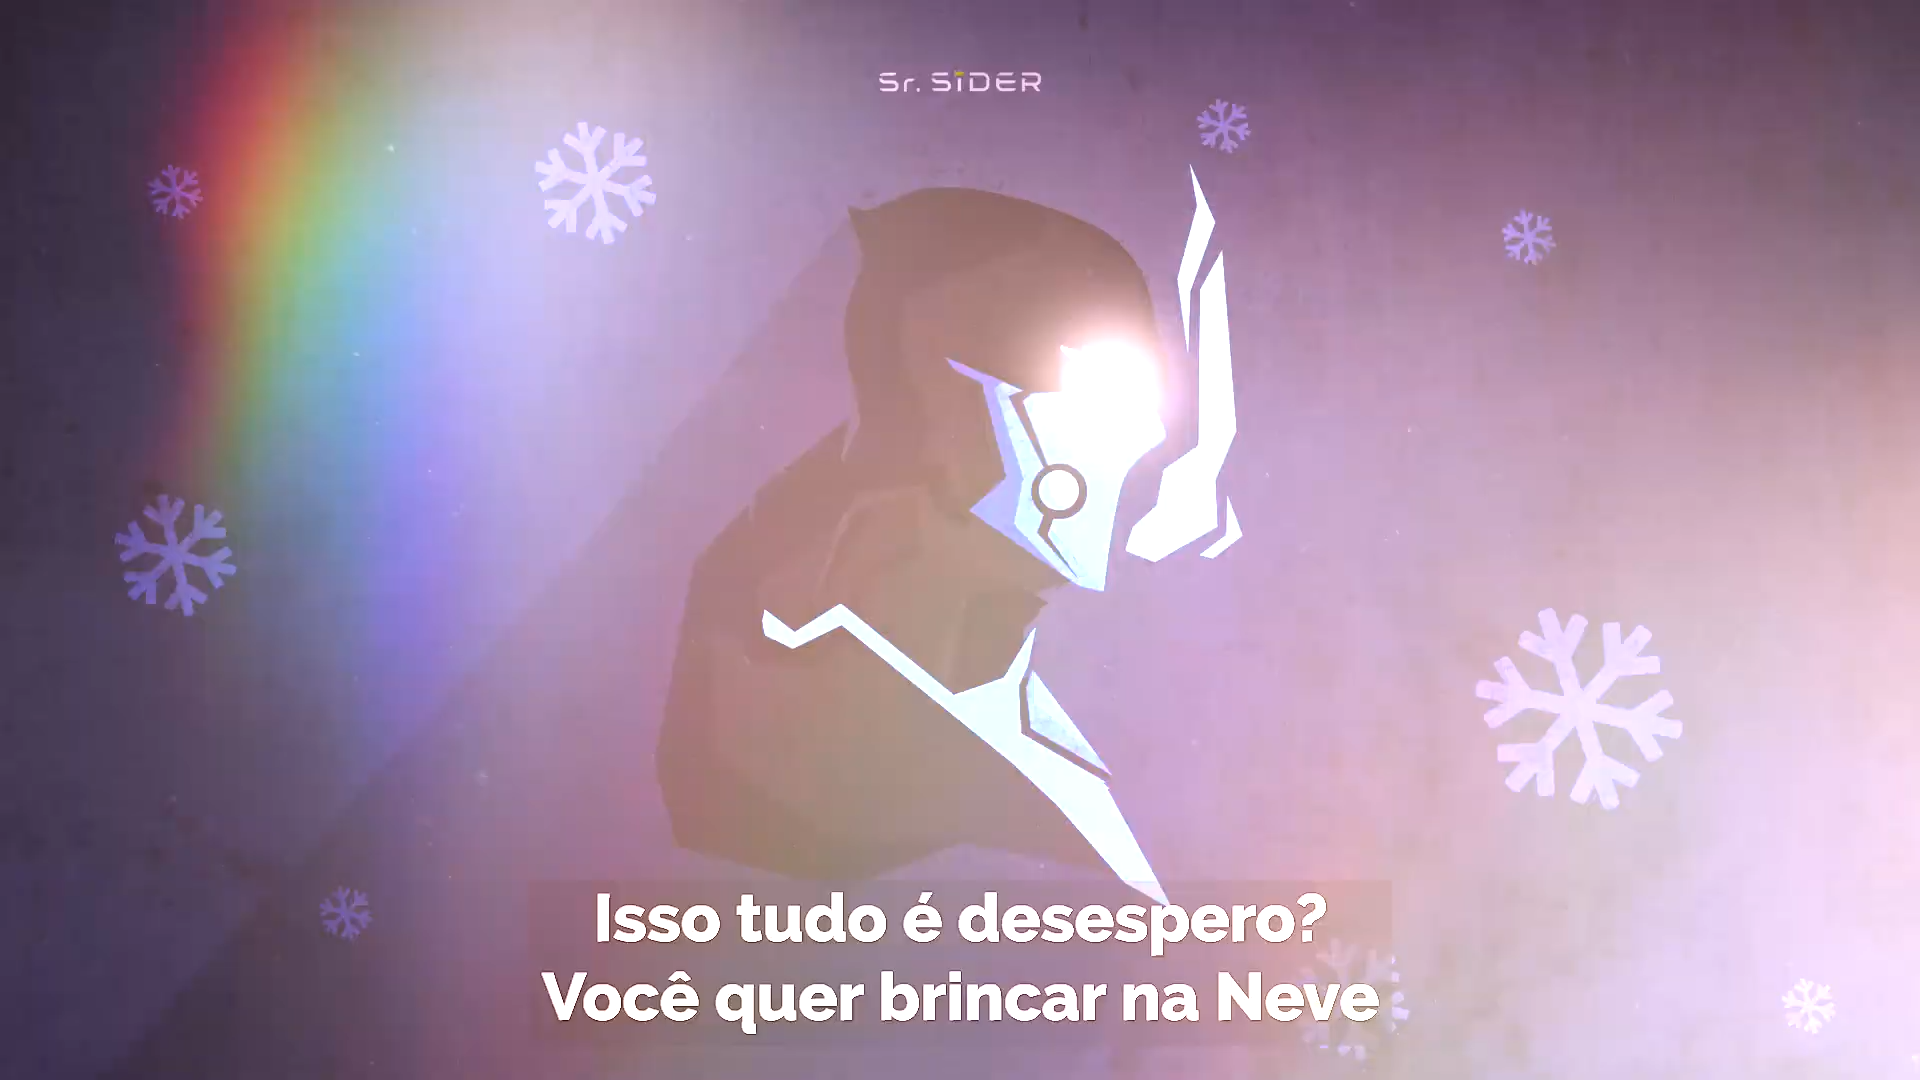 Sr. SiDER
Isso tudo é desespero?
Você quer brincar na Neve